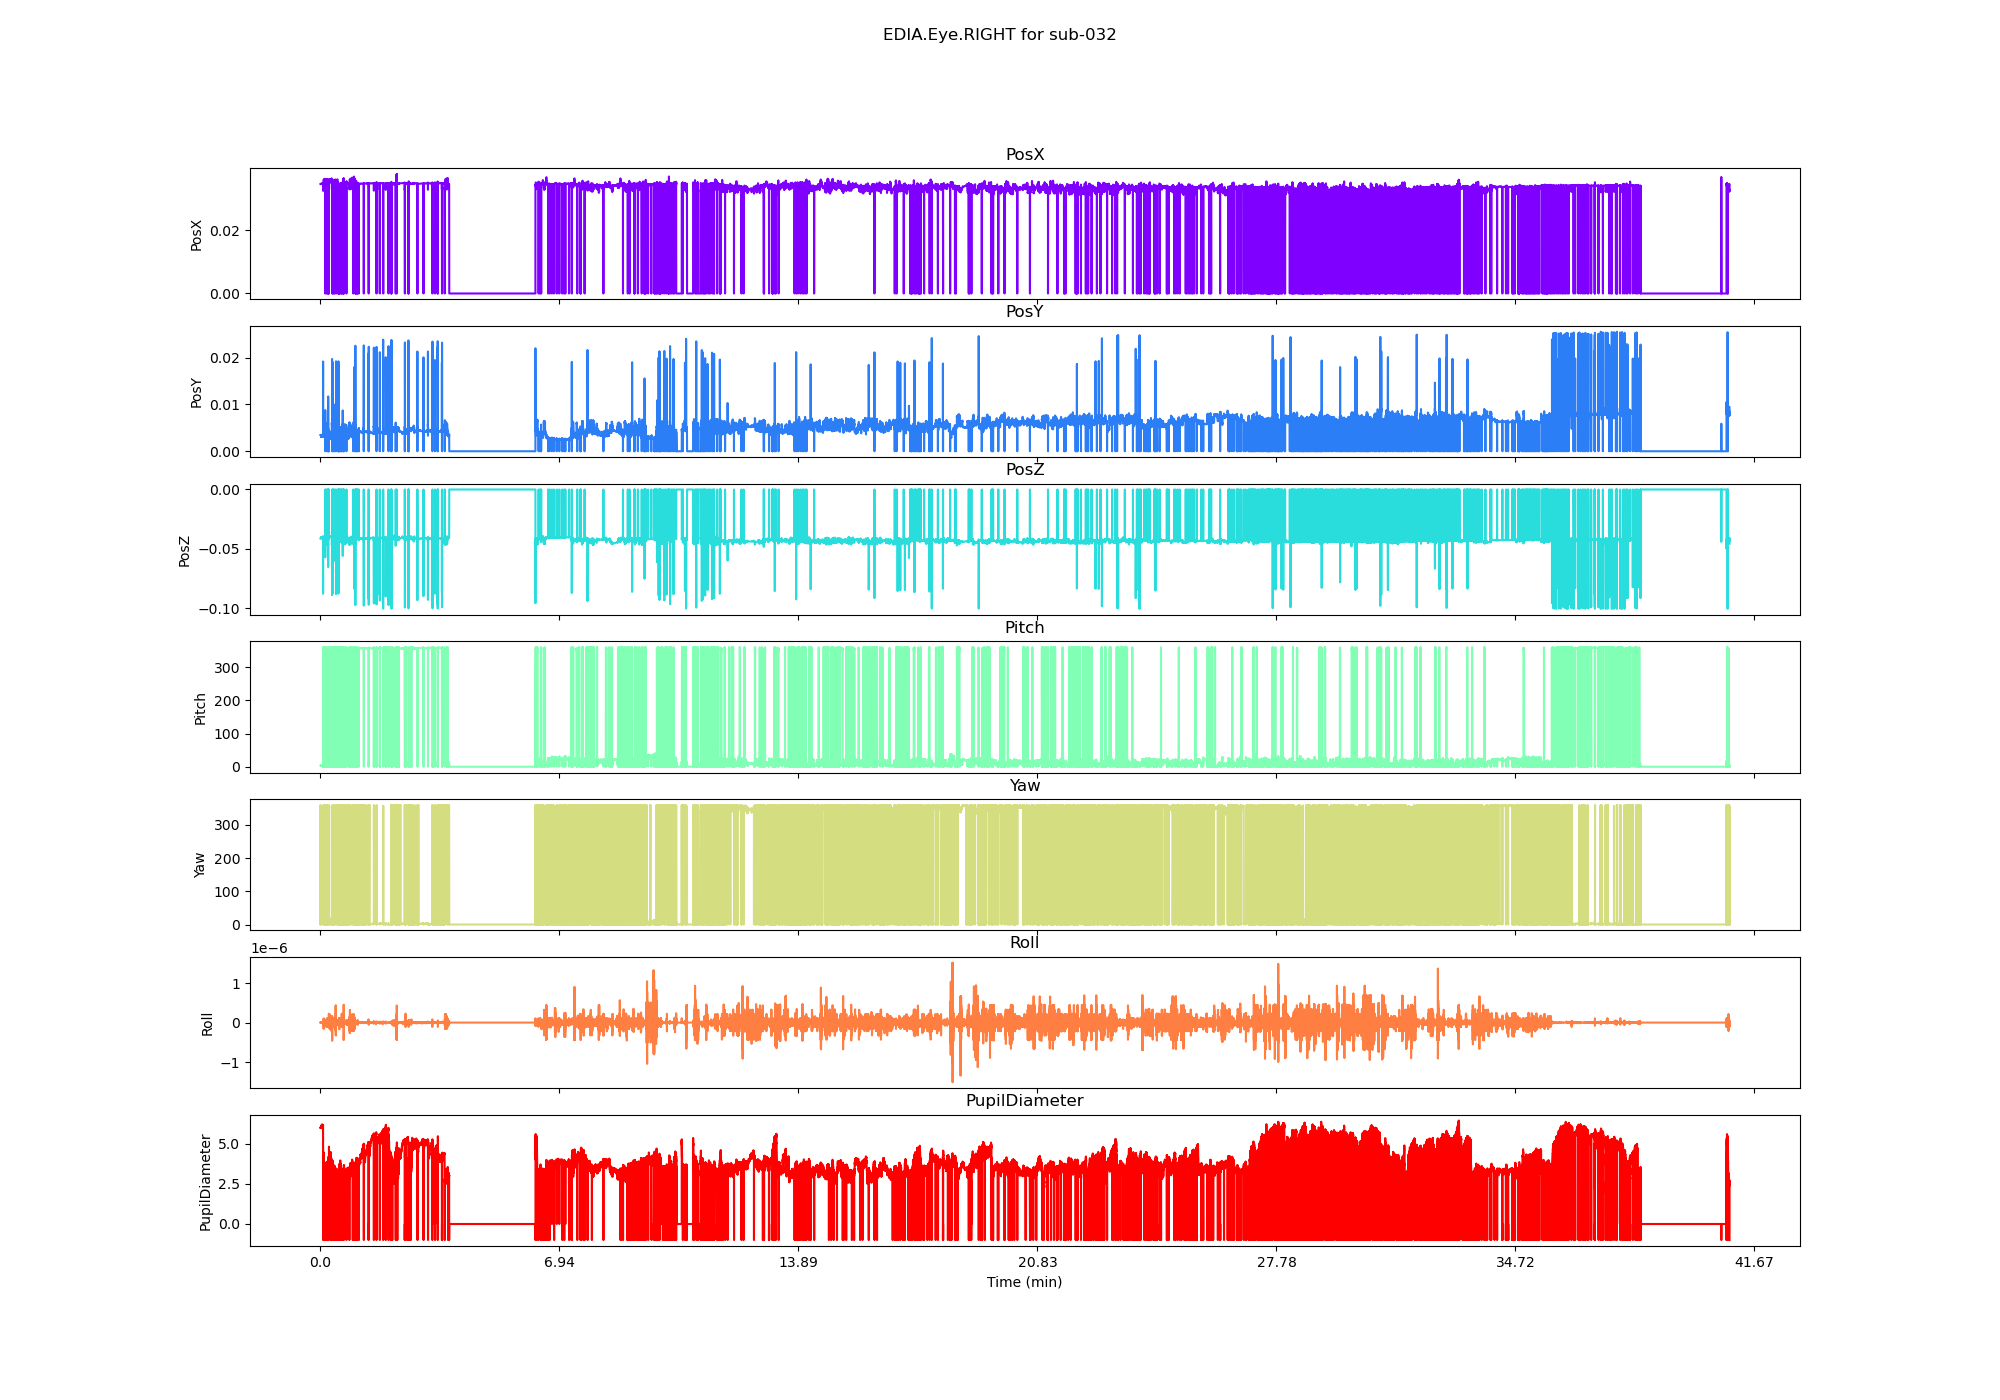 EDIA.Eye.RIGHT for sub-032
PosX
PosX
0.02
0.00
PosY
PosY
0.02
0.01
0.00
PosZ
PosZ
0.00
−0.05
−0.10
Pitch
Pitch
300
200
100
0
Yaw
Yaw
300
200
100
0
1e−6
Roll
Roll
1
0
−1
PupilDiameter
PupilDiameter
5.0
2.5
0.0
0.0 6.94 13.89 20.83 27.78 34.72 41.67
Time (min)